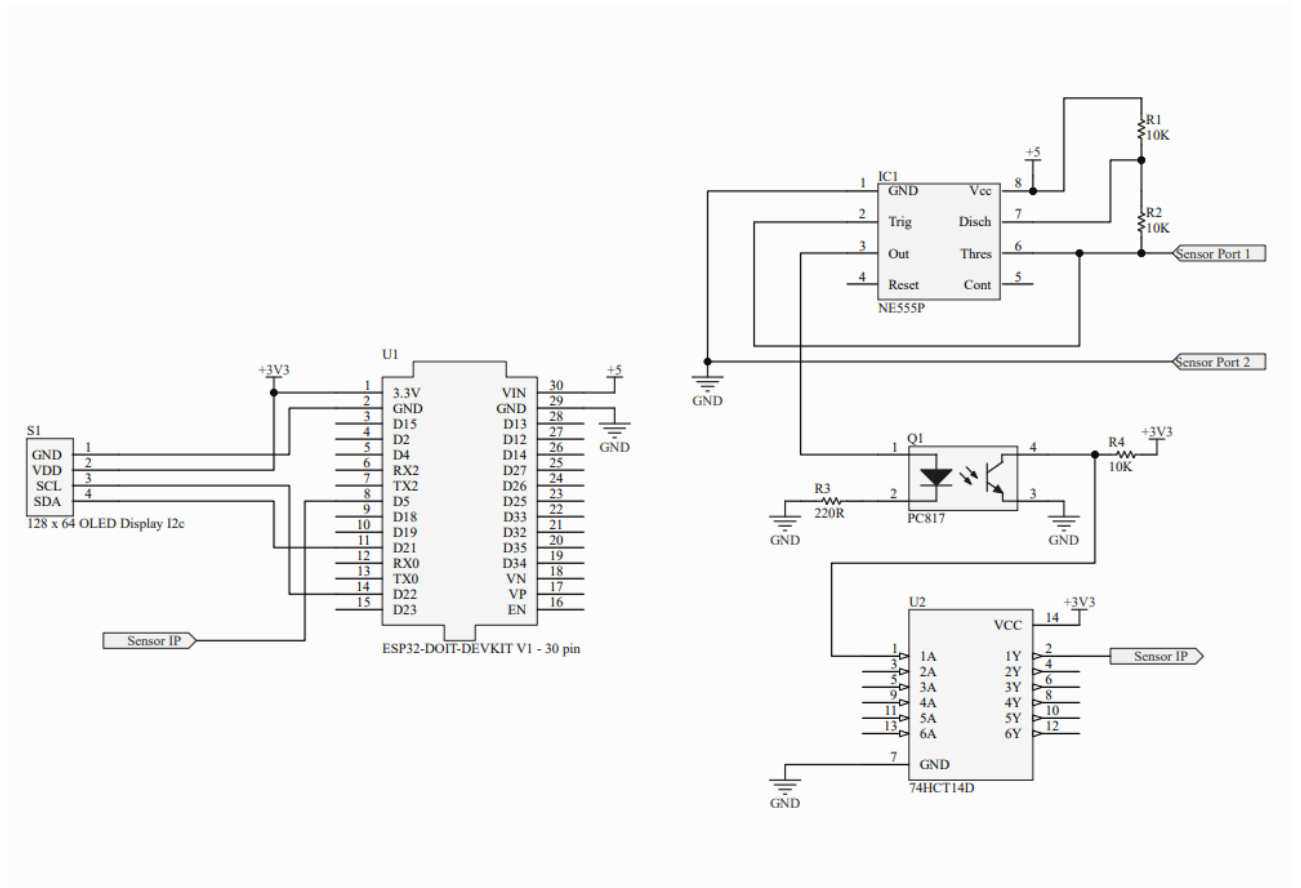 U1
+3V3
+5
1 3.3V VIN 30
2 GND GND 29
3 D15 D13 28
4 D2 D12 27
5 D4 D14 26
6 RX2 D27 25
7 TX2 D26 24
8 D5 D25 23
9 D18 D33 22
10 D19 D32 21
11 D21 D35 20
12 RX0 D34 19
13 TX0 VN 18
14 D22 VP 17
15 D23 EN 16
GND
ESP32-DOIT-DEVKIT V1 - 30 pin
S1
GND 1
VDD 2
SCL 3
SDA 4
128 x 64 OLED Display I2c
Sensor IP
R1
10K
+5
IC1
1 GND Vcc 8
2 Trig Disch 7
3 Out Thres 6
4 Reset Cont 5
NE555P
R2
10K
Sensor Port 1
Sensor Port 2
GND
Q1
1 4
2 3
PC817
R4
10K
+3V3
R3
220R
GND
GND
U2
+3V3
VCC 14
1 1A 1Y 2
3 2A 2Y 4
5 3A 3Y 6
9 4A 4Y 8
11 5A 5Y 10
13 6A 6Y 12
7 GND
74HCT14D
Sensor IP
GND